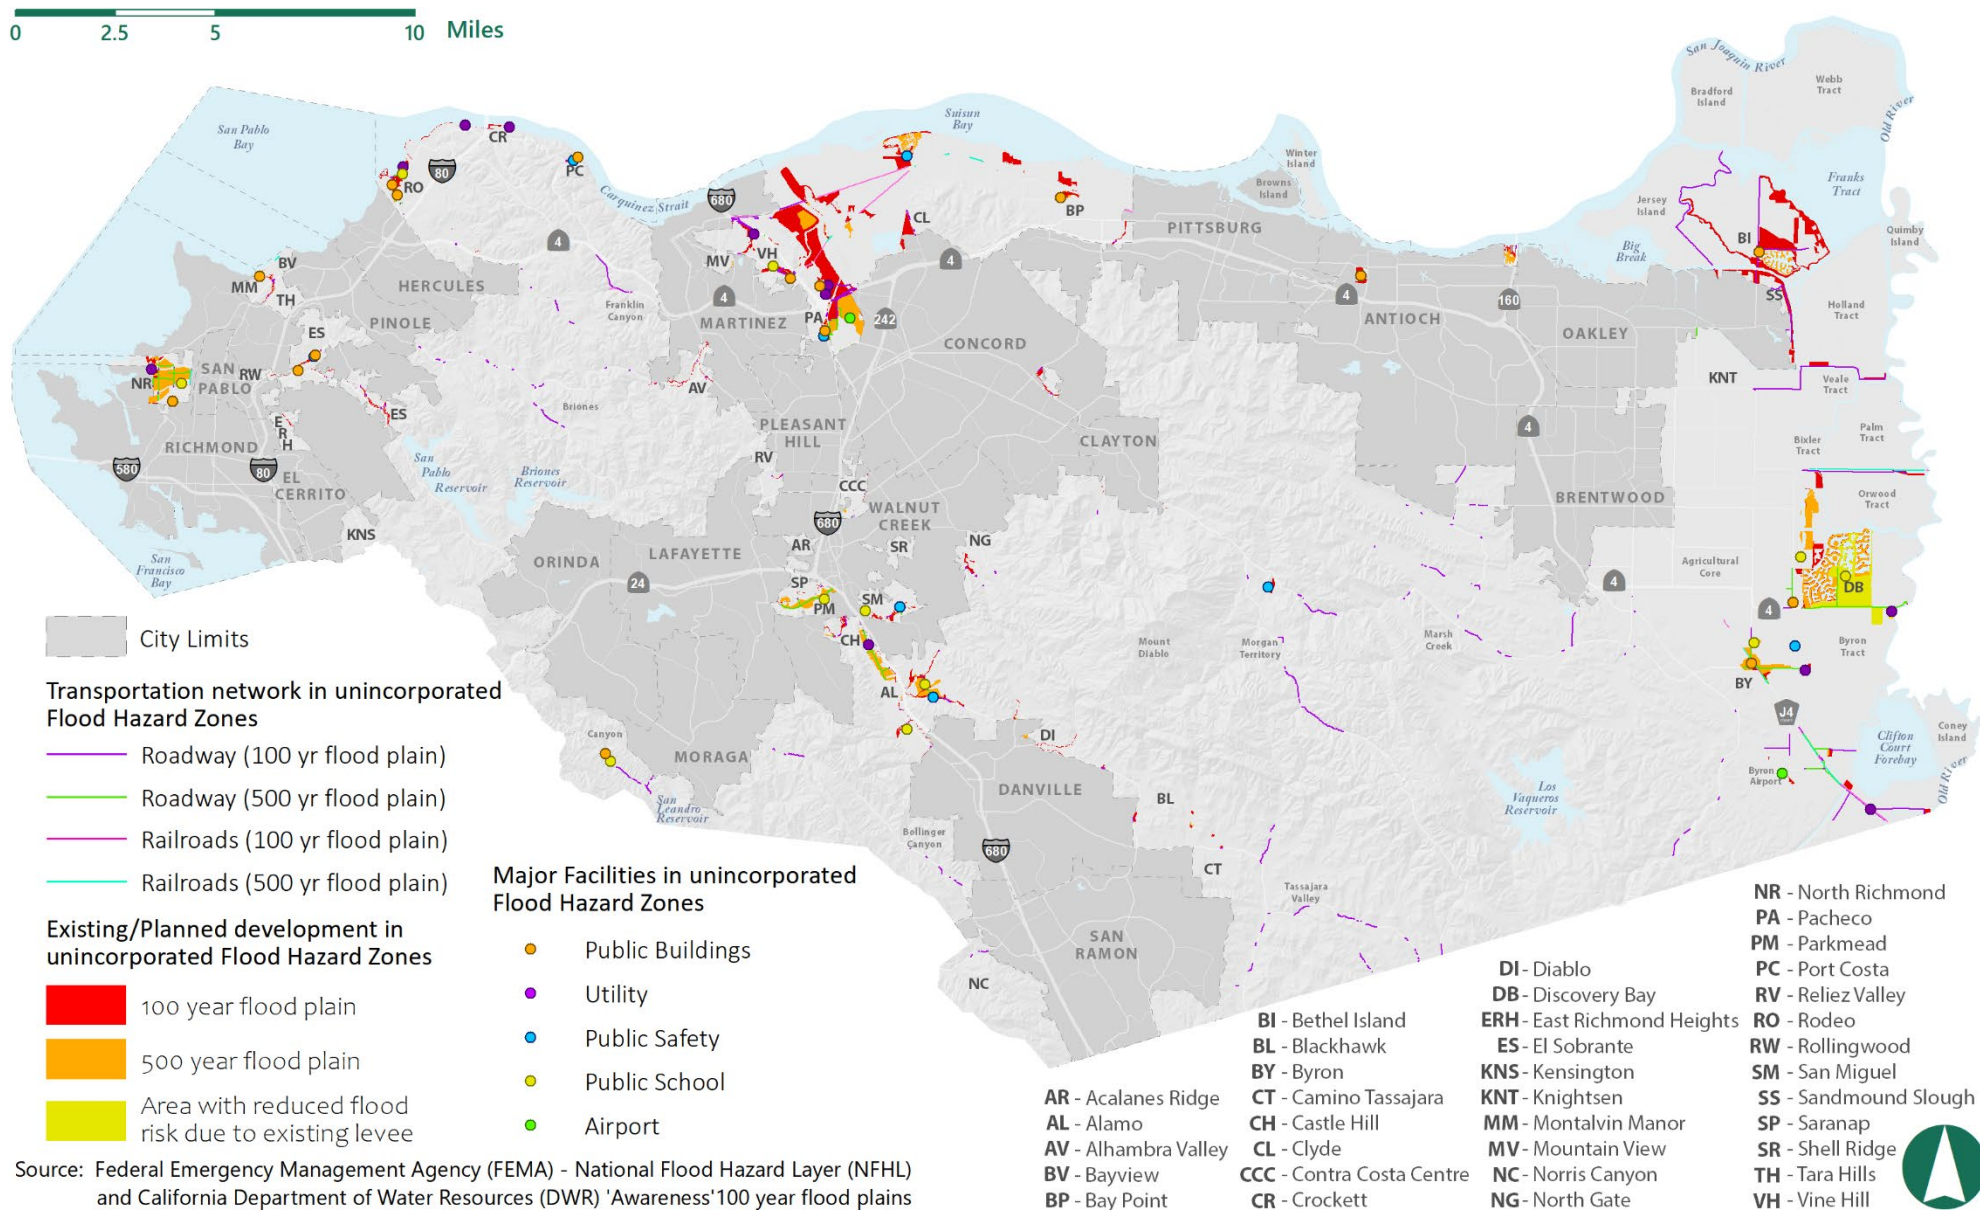 0 2.5 5 10 Miles
San Joaquin River
Webb
Tract
Bradford
Island
Old River
San Pablo
Bay
CR
Suisun
Bay
Winter
Island
Franks
Tract
80
RO
PC
Browns
Island
Carquinez Strait
680
BP
CL
PITTSBURG
Jersey
Island
Quimby
Island
BI
4
VH
MV
4
Big
Break
BV
MM
TH
HERCULES
Franklin
Canyon
4
SS
Holland
Tract
PINOLE
ES
MARTINEZ
PA
242
4
ANTIOCH
160
OAKLEY
CONCORD
SAN
PABLO
NR
RW
AV
KNT
Veale
Tract
ES
Briones
E
R
H
PLEASANT
HILL
CLAYTON
4
Palm
Tract
Bixler
Tract
RICHMOND
580
80
EL
CERRITO
San
Pablo
Reservoir
Briones
Reservoir
RV
CCC
BRENTWOOD
Orwood
Tract
WALNUT
CREEK
680
KNS
AR
SR
NG
San
Francisco
Bay
ORINDA
LAFAYETTE
24
SP
PM
SM
4
Agricultural
Core
DB
4
CH
Mount
Diablo
Morgan
Territory
Marsh
Creek
Byron
Tract
BY
AL
J4
Canyon
MORAGA
DI
Clifton
Court
Forebay
Coney
Island
Byron
Airport
Old River
San
Leandro
Reservoir
DANVILLE
BL
Los
Vaqueros
Reservoir
Bollinger
Canyon
680
CT
Tassajara
Valley
SAN
RAMON
NC
City Limits
Transportation network in unincorporated
Flood Hazard Zones
Roadway (100 yr flood plain)
Roadway (500 yr flood plain)
Railroads (100 yr flood plain)
Railroads (500 yr flood plain)
Existing/Planned development in
unincorporated Flood Hazard Zones
100 year flood plain
500 year flood plain
Area with reduced flood
risk due to existing levee
Major Facilities in unincorporated
Flood Hazard Zones
Public Buildings
Utility
Public Safety
Public School
Airport
AR - Acalanes Ridge
AL - Alamo
AV - Alhambra Valley
BV - Bayview
BP - Bay Point
BI - Bethel Island
BL - Blackhawk
BY - Byron
CT - Camino Tassajara
CH - Castle Hill
CL - Clyde
CCC - Contra Costa Centre
CR - Crockett
DI - Diablo
DB - Discovery Bay
ERH - East Richmond Heights
ES - El Sobrante
KNS - Kensington
KNT - Knightsen
MM - Montalvin Manor
MV - Mountain View
NC - Norris Canyon
NG - North Gate
NR - North Richmond
PA - Pacheco
PM - Parkmead
PC - Port Costa
RV - Reliez Valley
RO - Rodeo
RW - Rollingwood
SM - San Miguel
SS - Sandmound Slough
SP - Saranap
SR - Shell Ridge
TH - Tara Hills
VH - Vine Hill
Source: Federal Emergency Management Agency (FEMA) - National Flood Hazard Layer (NFHL)
and California Department of Water Resources (DWR) 'Awareness'100 year flood plains